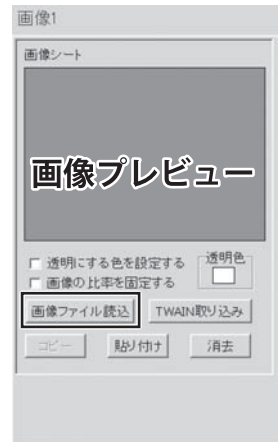 画像1
画像シート
画像プレビュー
透明にする色を設定する
透明色
画像の比率を固定する
画像ファイル読込
TWAIN取り込み
コピー
貼り付け
消去